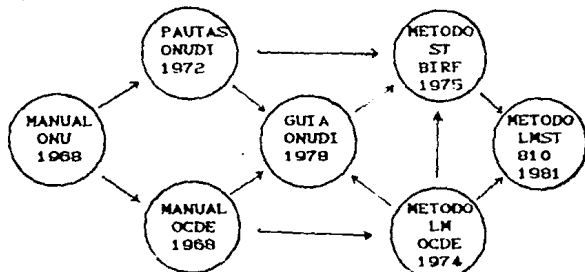 PAUTAS
ONUDI
1972
METODO
ST
BIRF
1975
MANUAL
ONU
1968
GUIA
ONUDI
1978
METODO
LMST
810
1981
MANUAL
OCDE
1968
METODO
LM
OCDE
1974